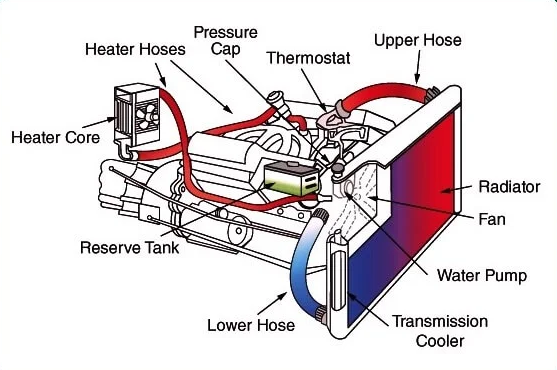 Pressure
Cap
Heater Hoses
Thermostat
Upper Hose
Heater Core
Radiator
Fan
Reserve Tank
Water Pump
Lower Hose
Transmission
Cooler